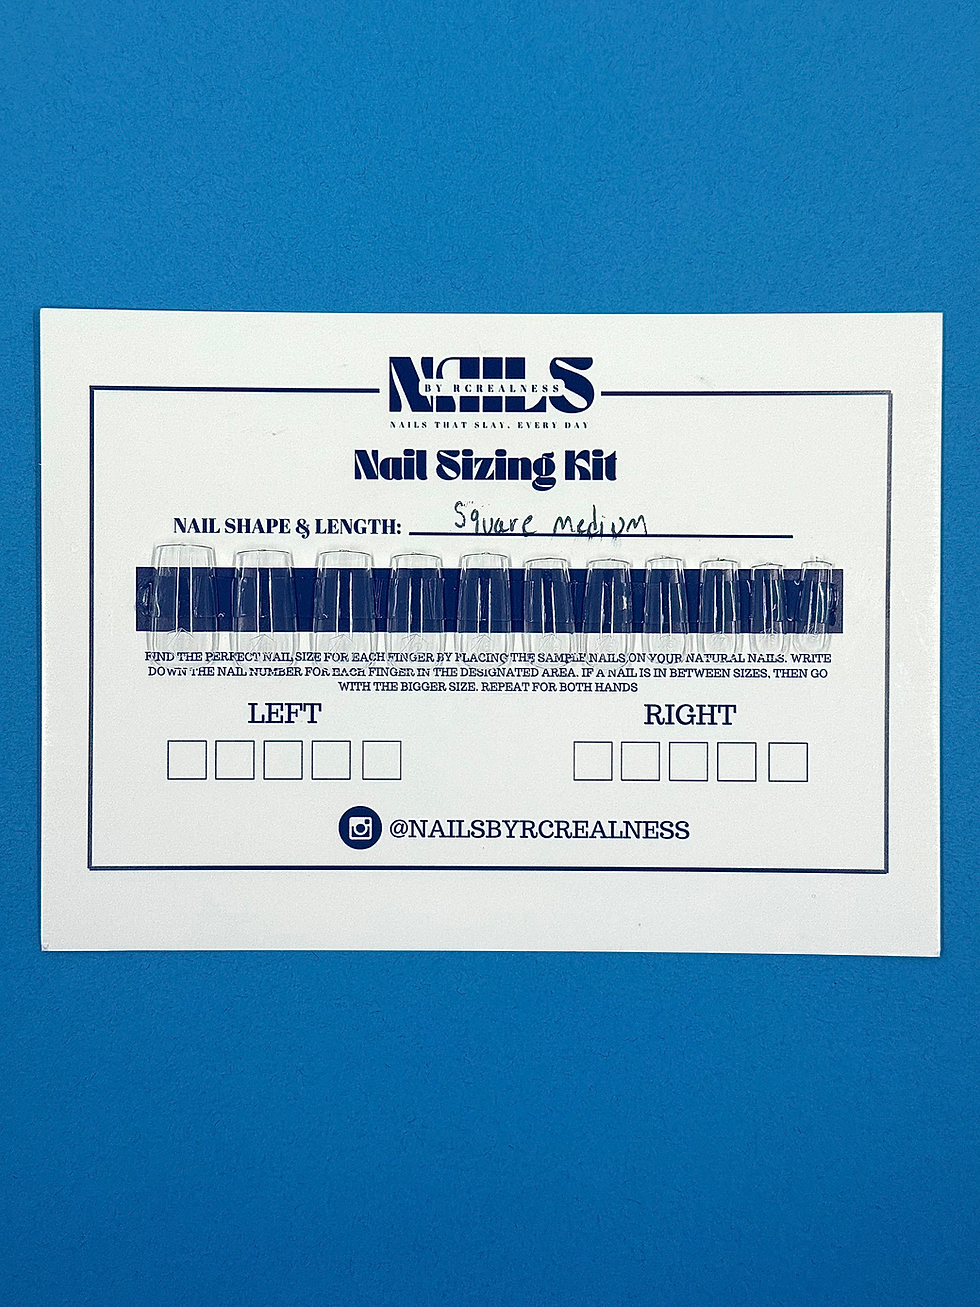 NAILS
BY RCREALNESS
NAILS THAT SLAY, EVERY DAY
Nail Sizing Kit
NAIL SHAPE & LENGTH: Square medium
FIND THE PERFECT NAIL SIZE FOR EACH FINGER BY PLACING THE SAMPLE NAILS ON YOUR NATURAL NAILS. WRITE
DOWN THE NAIL NUMBER FOR EACH FINGER IN THE DESIGNATED AREA. IF A NAIL IS IN BETWEEN SIZES, THEN GO
WITH THE BIGGER SIZE. REPEAT FOR BOTH HANDS
LEFT RIGHT
@NAILSBYRCREALNESS